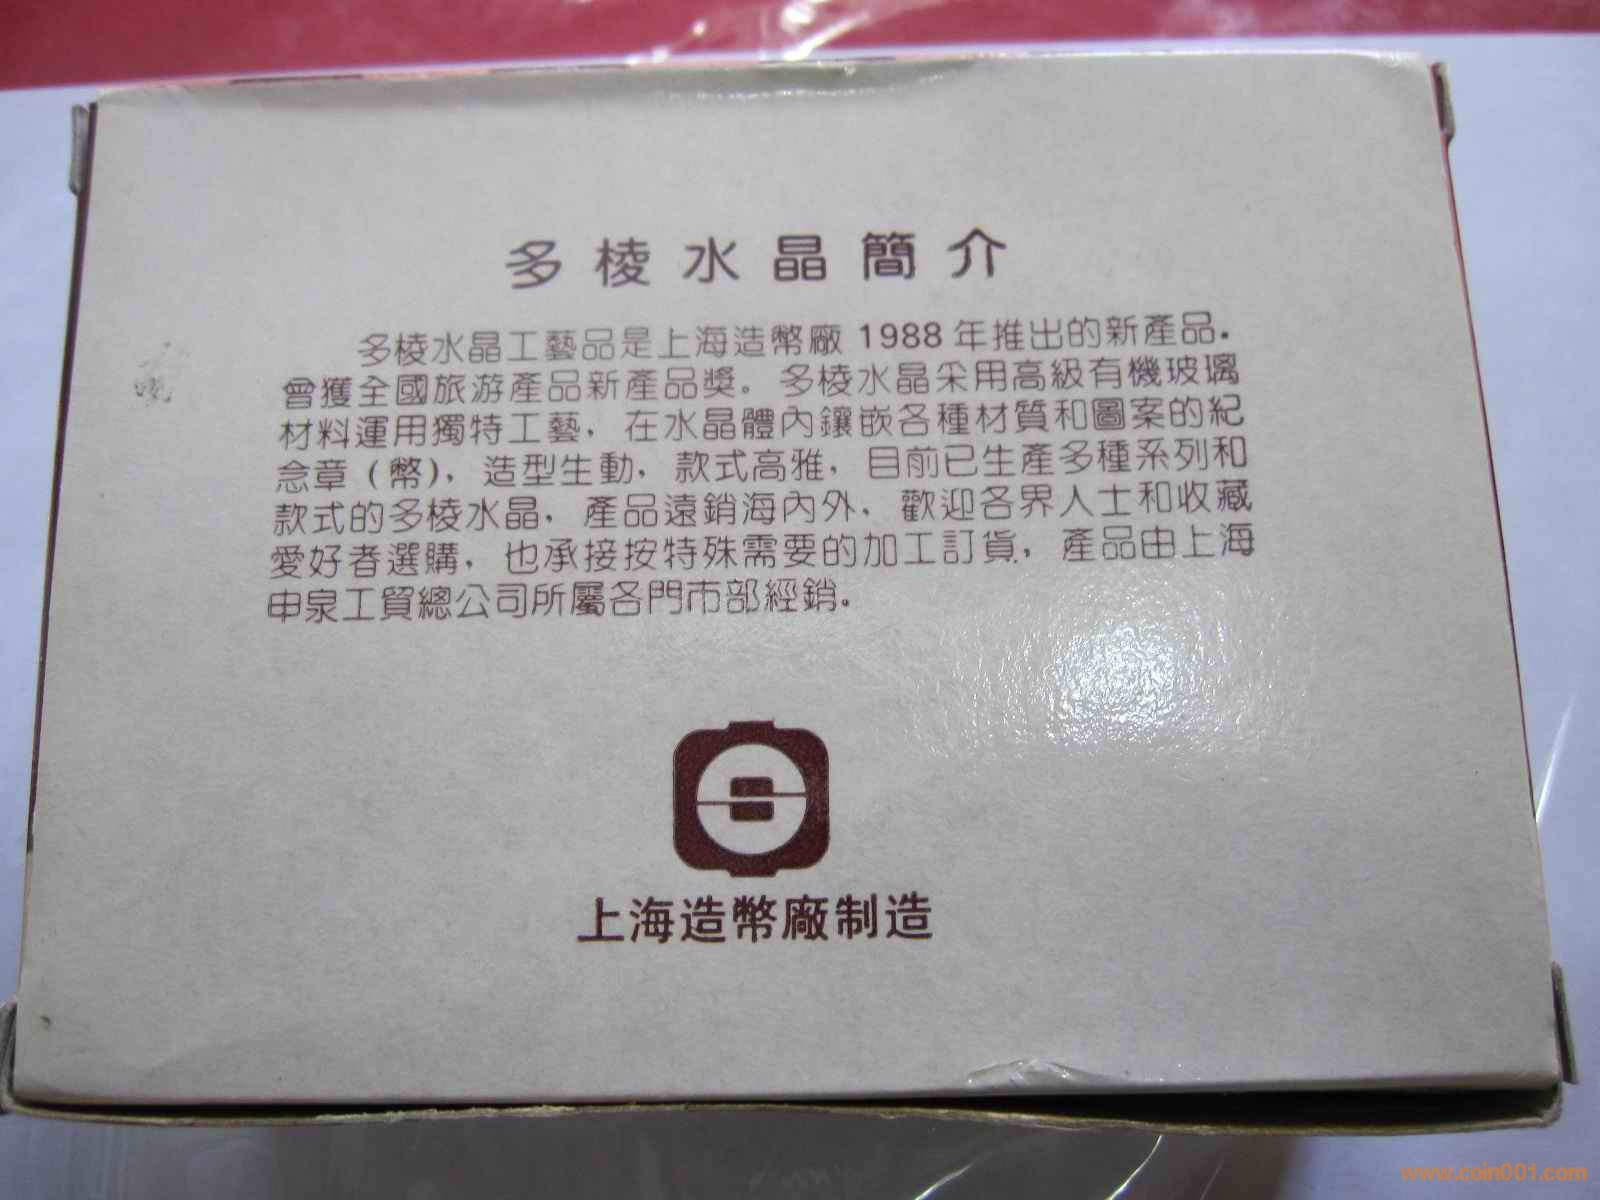 多棱水晶簡介
多棱水晶工藝品是上海造幣廠1988年推出的新產品.
曾獲全國旅游產品新產品獎。多棱水晶采用高級有機玻璃
材料運用獨特工藝，在水晶體內鑲嵌各種材質和圖案的紀
念章(幣)，造型生動，款式高雅，目前已生產多種系列和
款式的多棱水晶，產品遠銷海內外，歡迎各界人士和收藏
愛好者選購，也承接按特殊需要的加工訂貨，產品由上海
申泉工貿總公司所屬各門市部經銷.
上海造幣廠制造
www.coin001.com